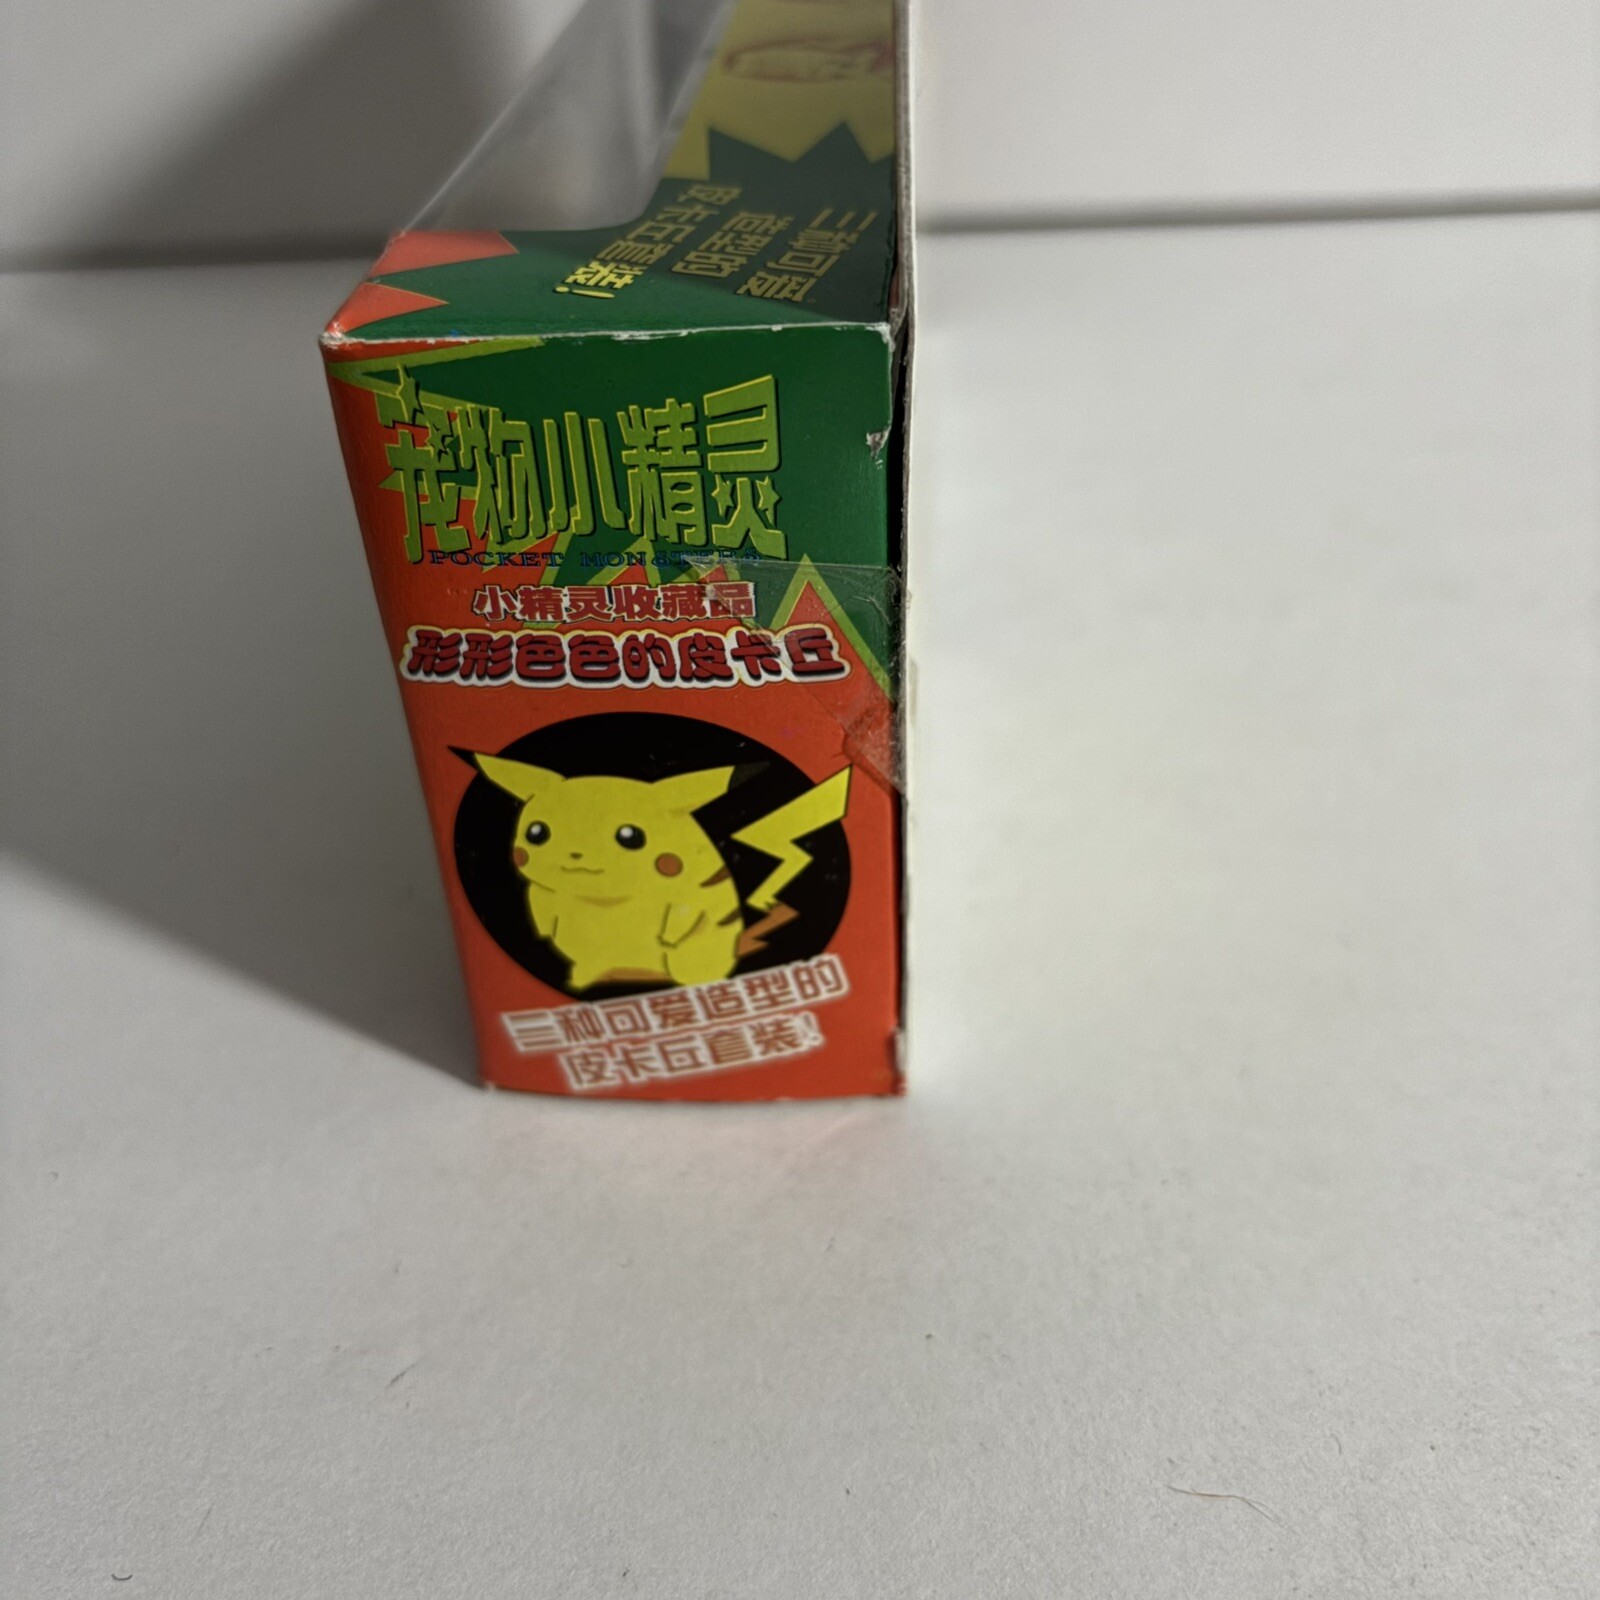 三种可爱
造型的
皮卡丘套装!
宠物小精灵
POCKET MONSTERS
小精灵收藏品
形形色色的皮卡丘
三种可爱造型的
皮卡丘套装!